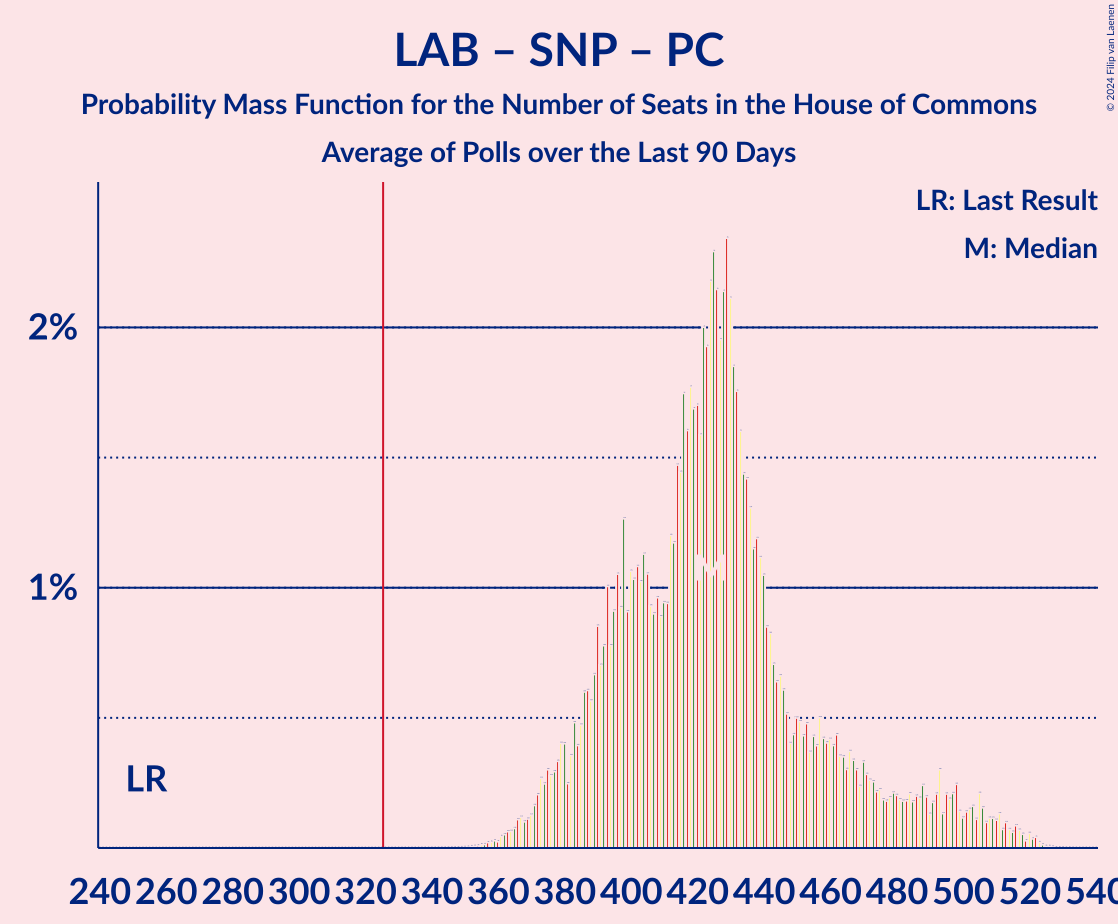 LAB – SNP – PC
Probability Mass Function for the Number of Seats in the House of Commons
Average of Polls over the Last 90 Days
© 2024 Filip van Laenen
LR: Last Result
M: Median
2%
1%
LR
M
240 260 280 300 320 340 360 380 400 420 440 460 480 500 520 540